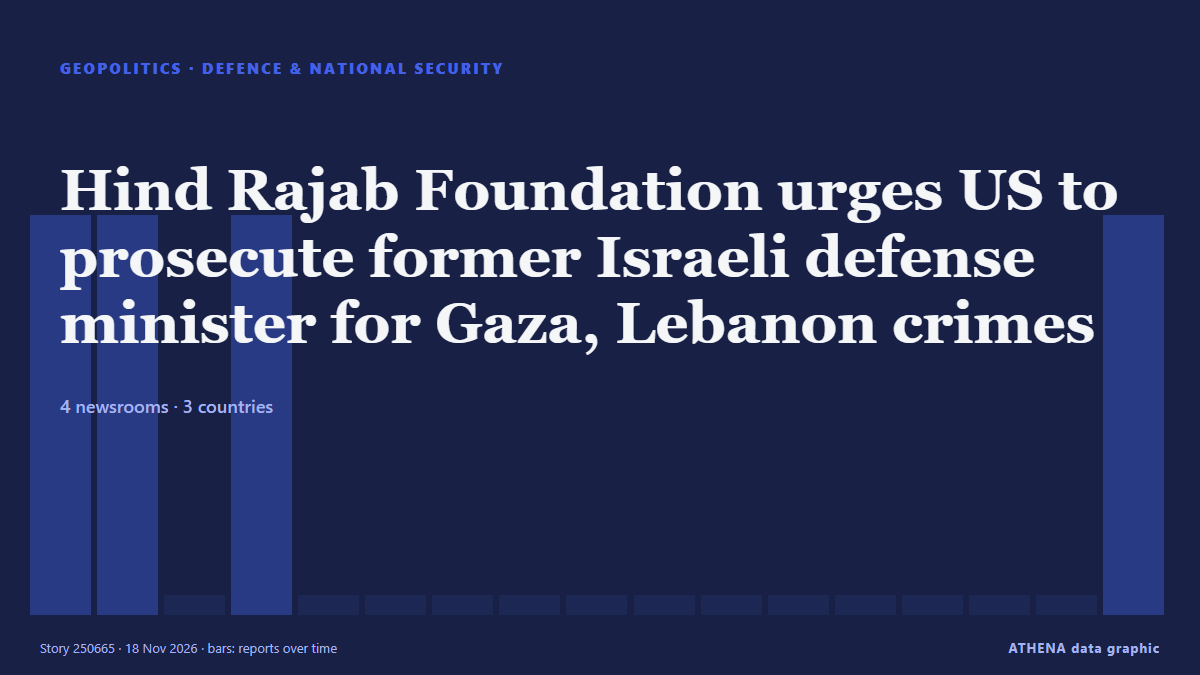 GEOPOLITICS · DEFENCE & NATIONAL SECURITY
Hind Rajab Foundation urges US to
prosecute former Israeli defense
minister for Gaza, Lebanon crimes
4 newsrooms · 3 countries
Story 250665 · 18 Nov 2026 · bars: reports over time
ATHENA data graphic